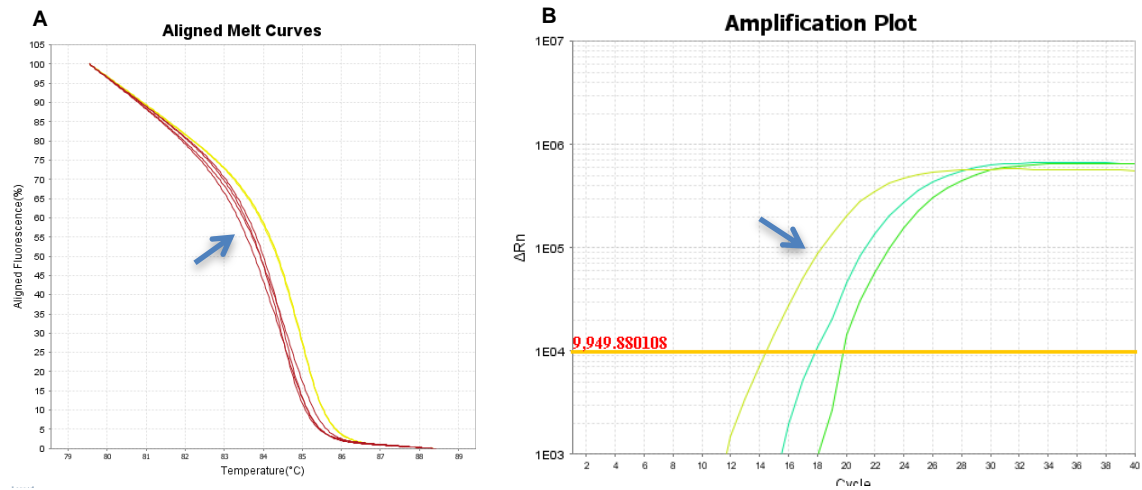 A
Aligned Melt Curves
105
100
95
90
85
80
75
70
65
60
55
50
45
40
35
30
25
20
15
10
5
0
Aligned Fluorescence(%)
79 80 81 82 83 84 85 86 87 88 89
Temperature(°C)
B
Amplification Plot
1E07
1E06
1E05
1E04
1E03
ΔRn
9,949.880108
2 4 6 8 10 12 14 16 18 20 22 24 26 28 30 32 34 36 38 40
Cycle